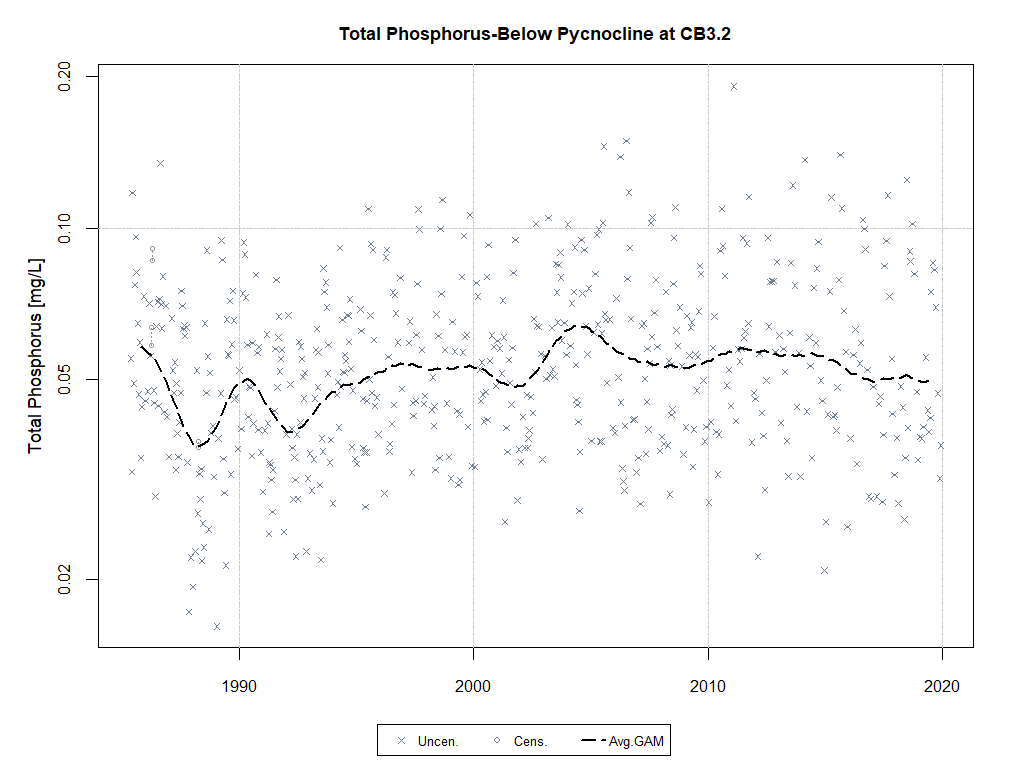 Total Phosphorus-Below Pycnocline at CB3.2
Total Phosphorus [mg/L]
0.20
0.10
0.05
0.02
1990 2000 2010 2020
Uncen. Cens. Avg.GAM